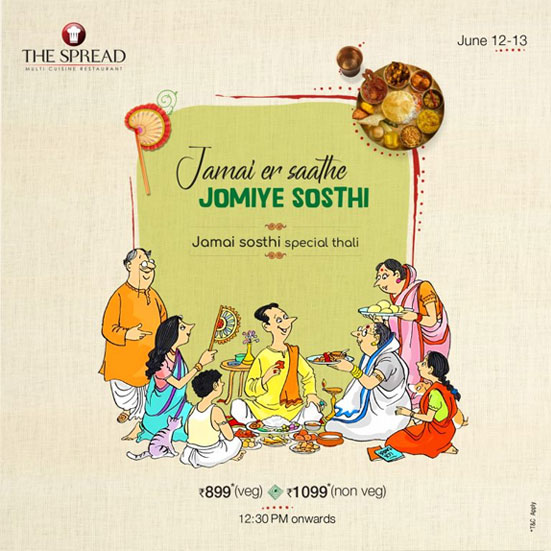 THE SPREAD
MULTI CUISINE RESTAURANT
June 12-13
Jamai er saathe
JOMIYE SOSTHI
Jamai sosthi special thali
₹899*(veg) ₹1099*(non veg)
12:30 PM onwards
*T&C Apply